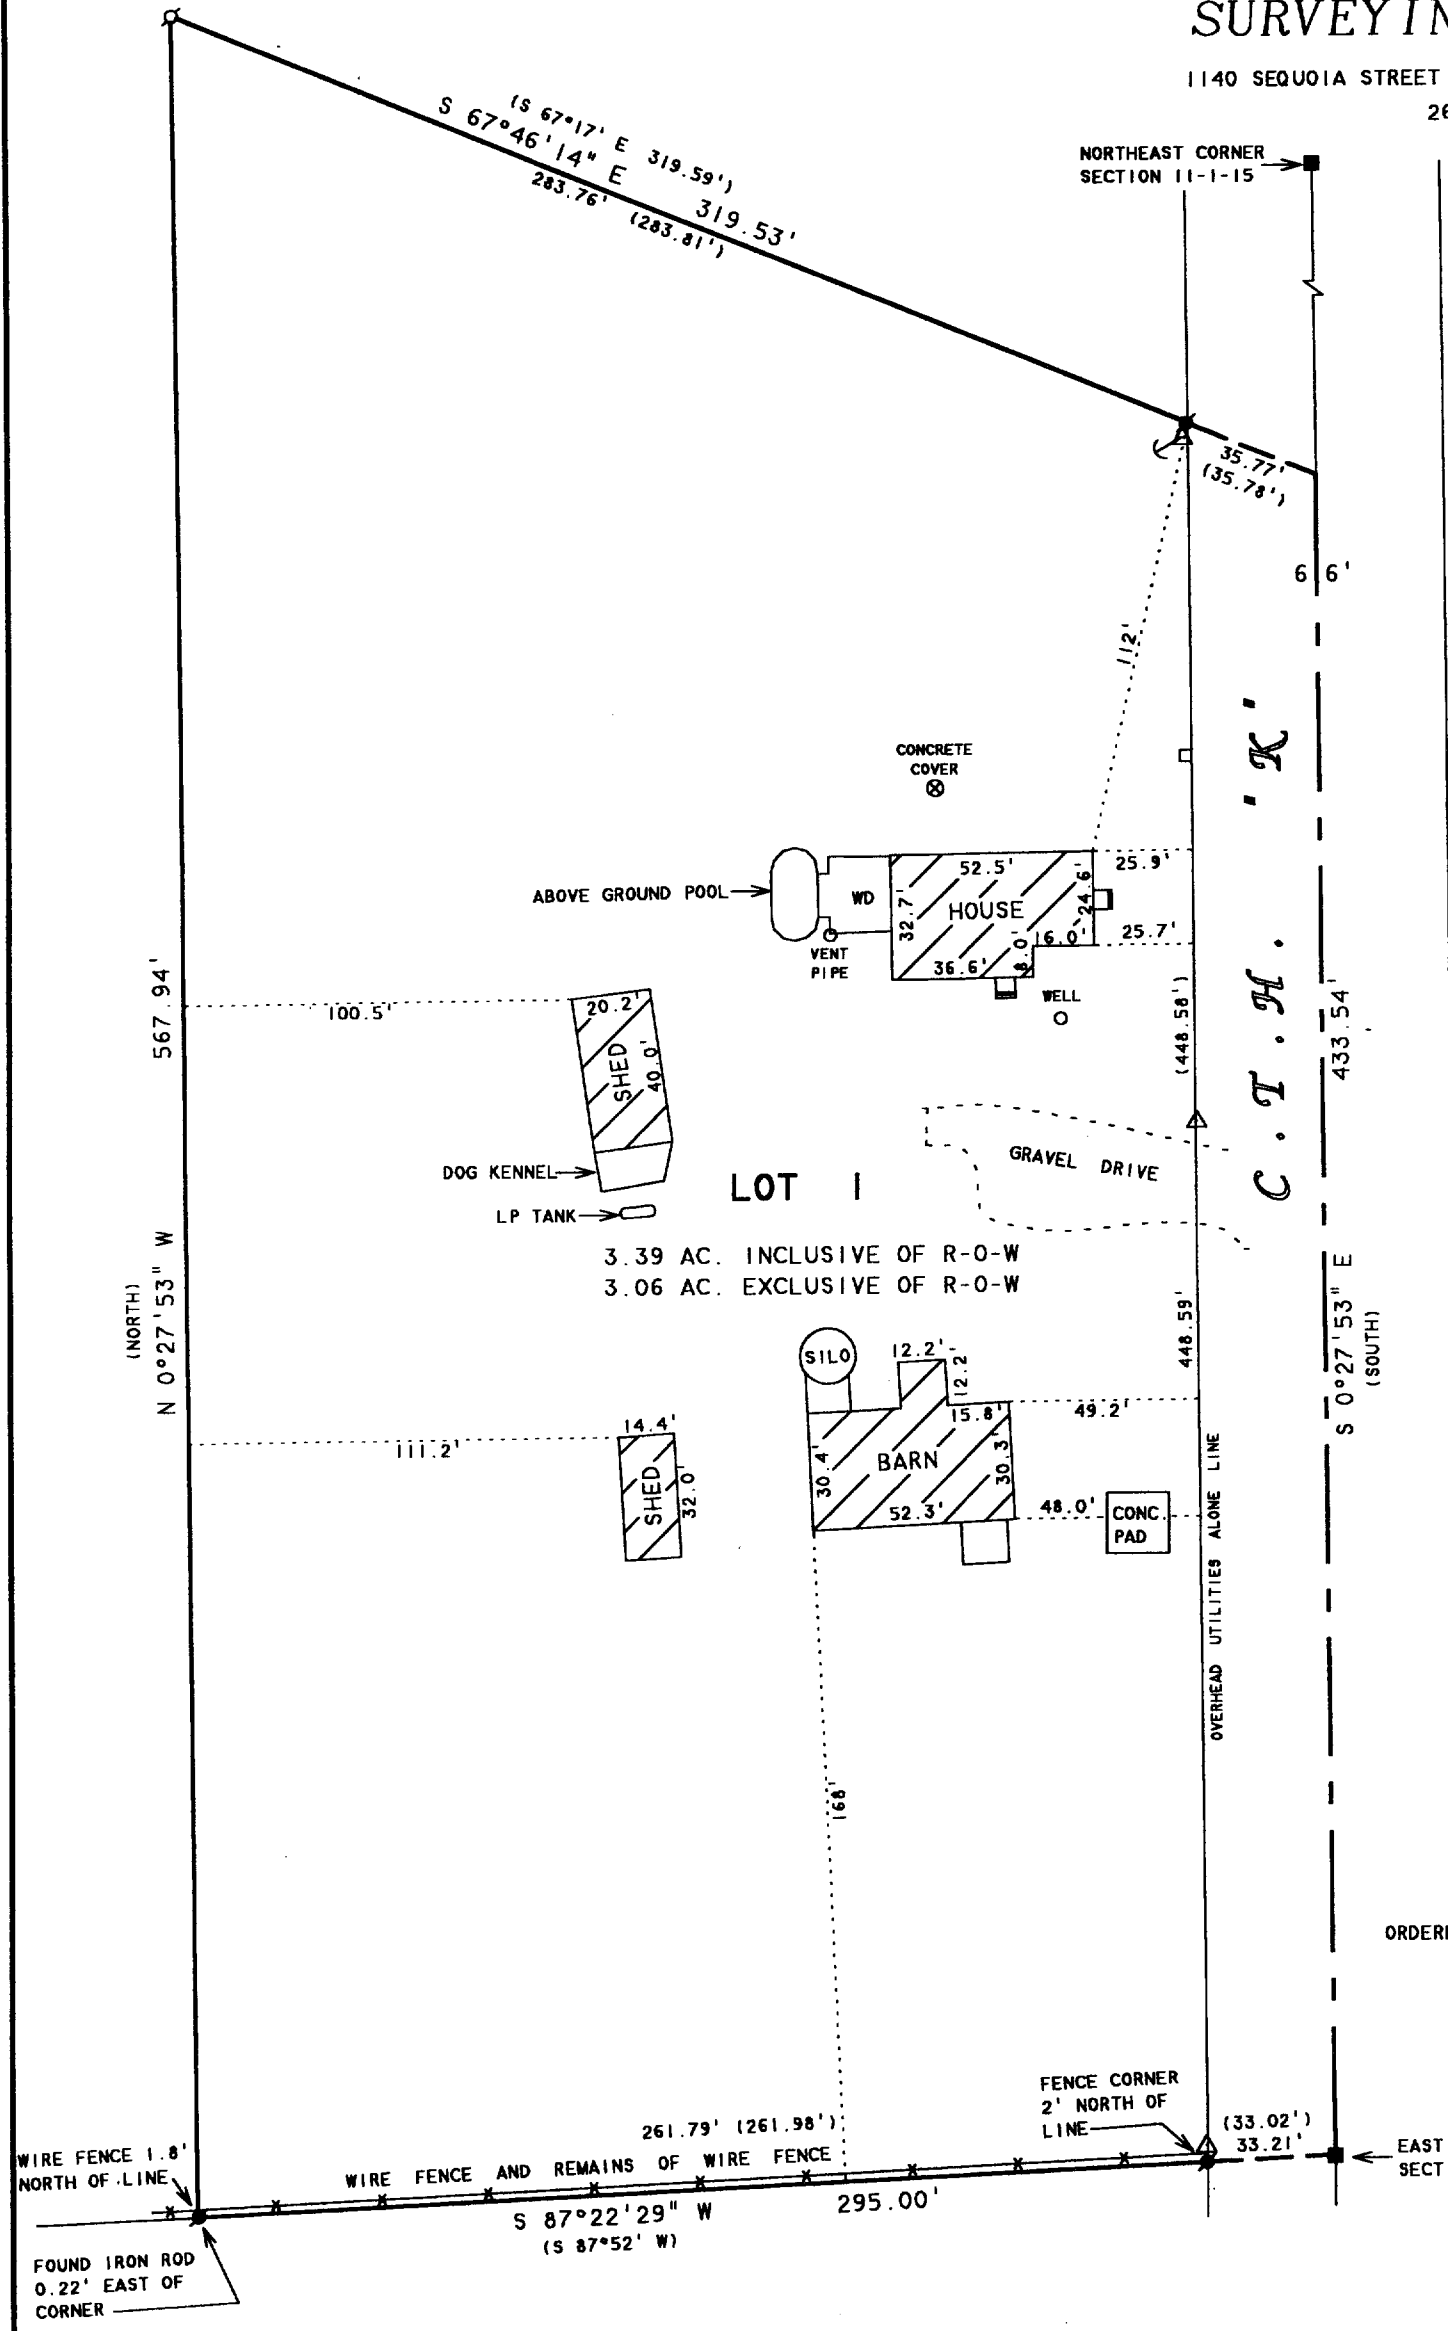 SURVEYIN
1140 SEQUOIA STREET
26
NORTHEAST CORNER
SECTION 11-1-15
(S 67°17' E 319.59')
S 67°46'14" E 319.53'
283.76' (283.81')
35.77'
(35.78')
66'
112'
C.T.H. "K"
CONCRETE
COVER
ABOVE GROUND POOL
WD
VENT
PIPE
52.5'
32.7'
HOUSE
24.6'
16.0'
8.0'
36.6'
25.9'
25.7'
WELL
567.94'
100.5'
20.2'
SHED
40.0'
(448.58')
433.54'
DOG KENNEL
LP TANK
LOT 1
GRAVEL DRIVE
3.39 AC. INCLUSIVE OF R-O-W
3.06 AC. EXCLUSIVE OF R-O-W
(NORTH)
N 0°27'53" W
448.59'
S 0°27'53" E
(SOUTH)
SILO
12.2'
12.2'
15.8'
49.2'
30.4'
BARN
30.3'
52.3'
48.0'
CONC.
PAD
111.2'
14.4'
SHED
32.0'
OVERHEAD UTILITIES ALONE LINE
168'
ORDER
FENCE CORNER
2' NORTH OF
LINE
(33.02')
33.21'
EAST
SECT
261.79' (261.98')
WIRE FENCE 1.8'
NORTH OF LINE
WIRE FENCE AND REMAINS OF WIRE FENCE
S 87°22'29" W 295.00'
(S 87°52' W)
FOUND IRON ROD
0.22' EAST OF
CORNER